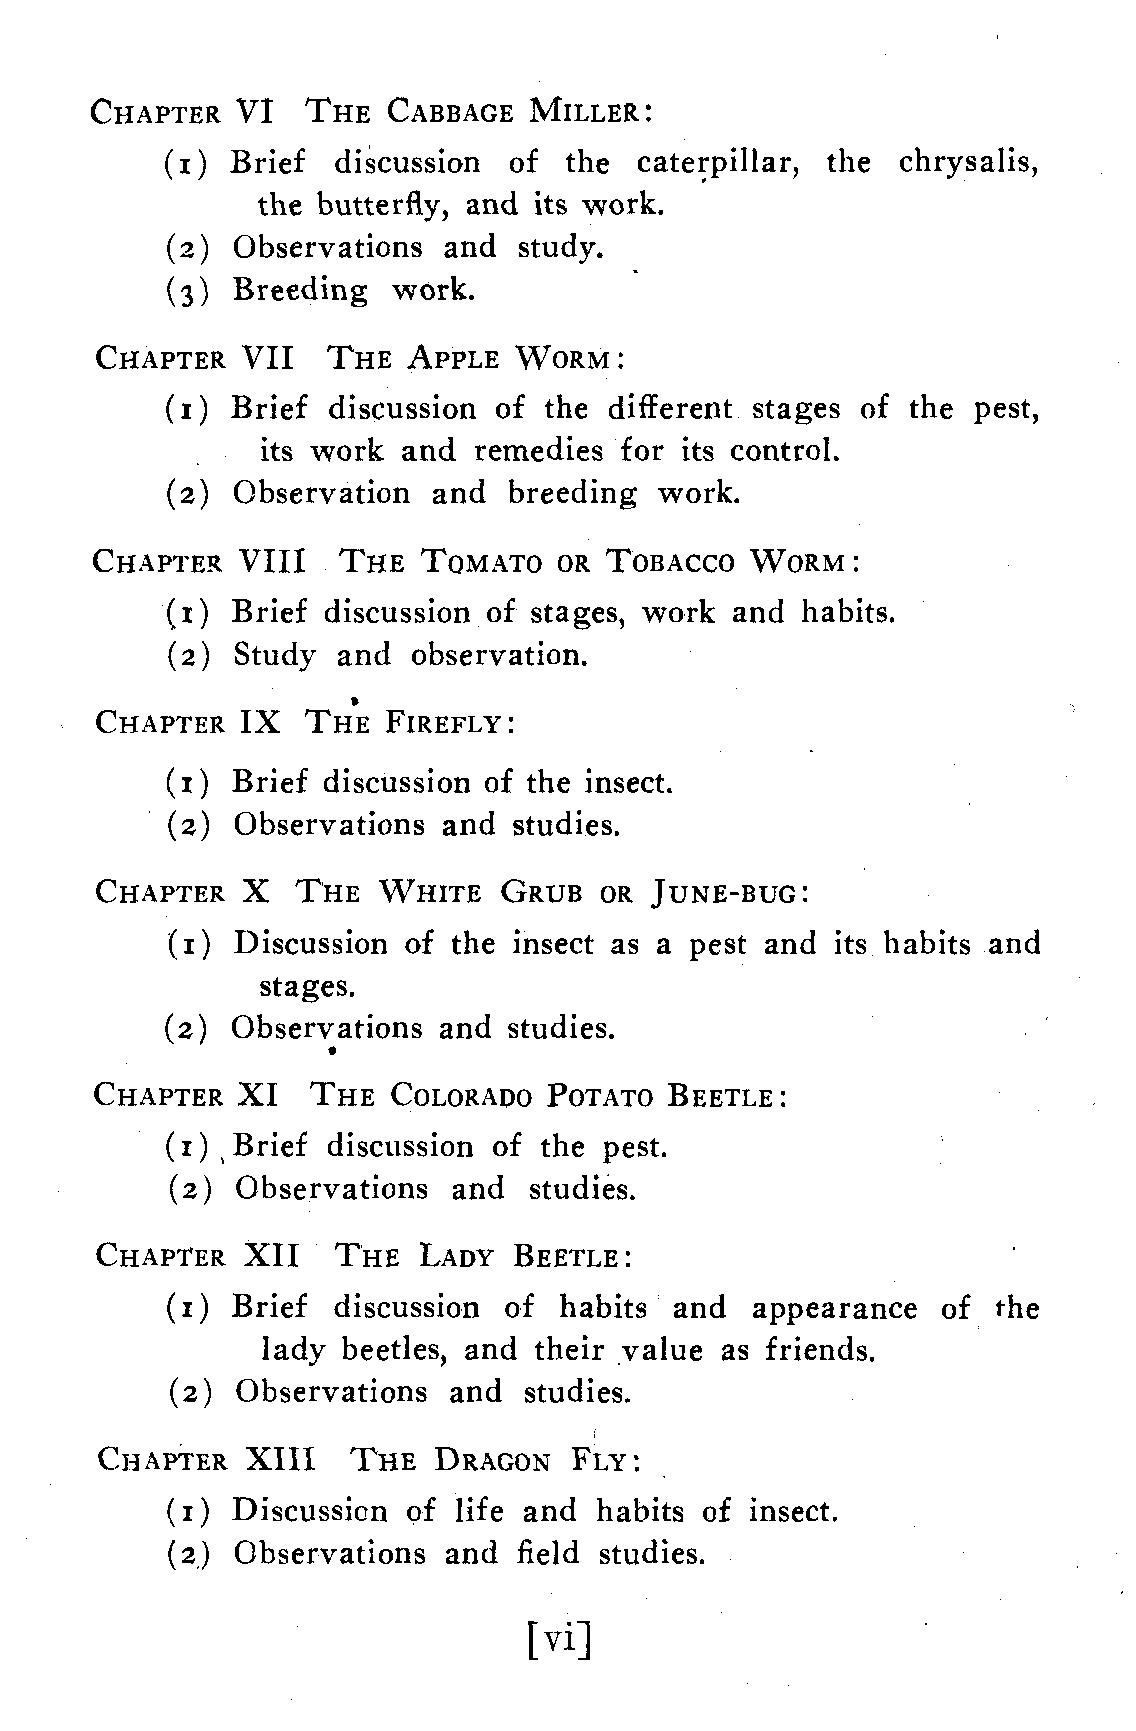 Chapter VI The Cabbage Miller:
(1) Brief discussion of the caterpillar, the chrysalis,
the butterfly, and its work.
(2) Observations and study.
(3) Breeding work.
Chapter VII The Apple Worm:
(1) Brief discussion of the different stages of the pest,
its work and remedies for its control.
(2) Observation and breeding work.
Chapter VIII The Tomato or Tobacco Worm:
(1) Brief discussion of stages, work and habits.
(2) Study and observation.
Chapter IX The Firefly:
(1) Brief discussion of the insect.
(2) Observations and studies.
Chapter X The White Grub or June-bug:
(1) Discussion of the insect as a pest and its habits and
stages.
(2) Observations and studies.
Chapter XI The Colorado Potato Beetle:
(1) Brief discussion of the pest.
(2) Observations and studies.
Chapter XII The Lady Beetle:
(1) Brief discussion of habits and appearance of the
lady beetles, and their value as friends.
(2) Observations and studies.
Chapter XIII The Dragon Fly:
(1) Discussion of life and habits of insect.
(2) Observations and field studies.
[vi]